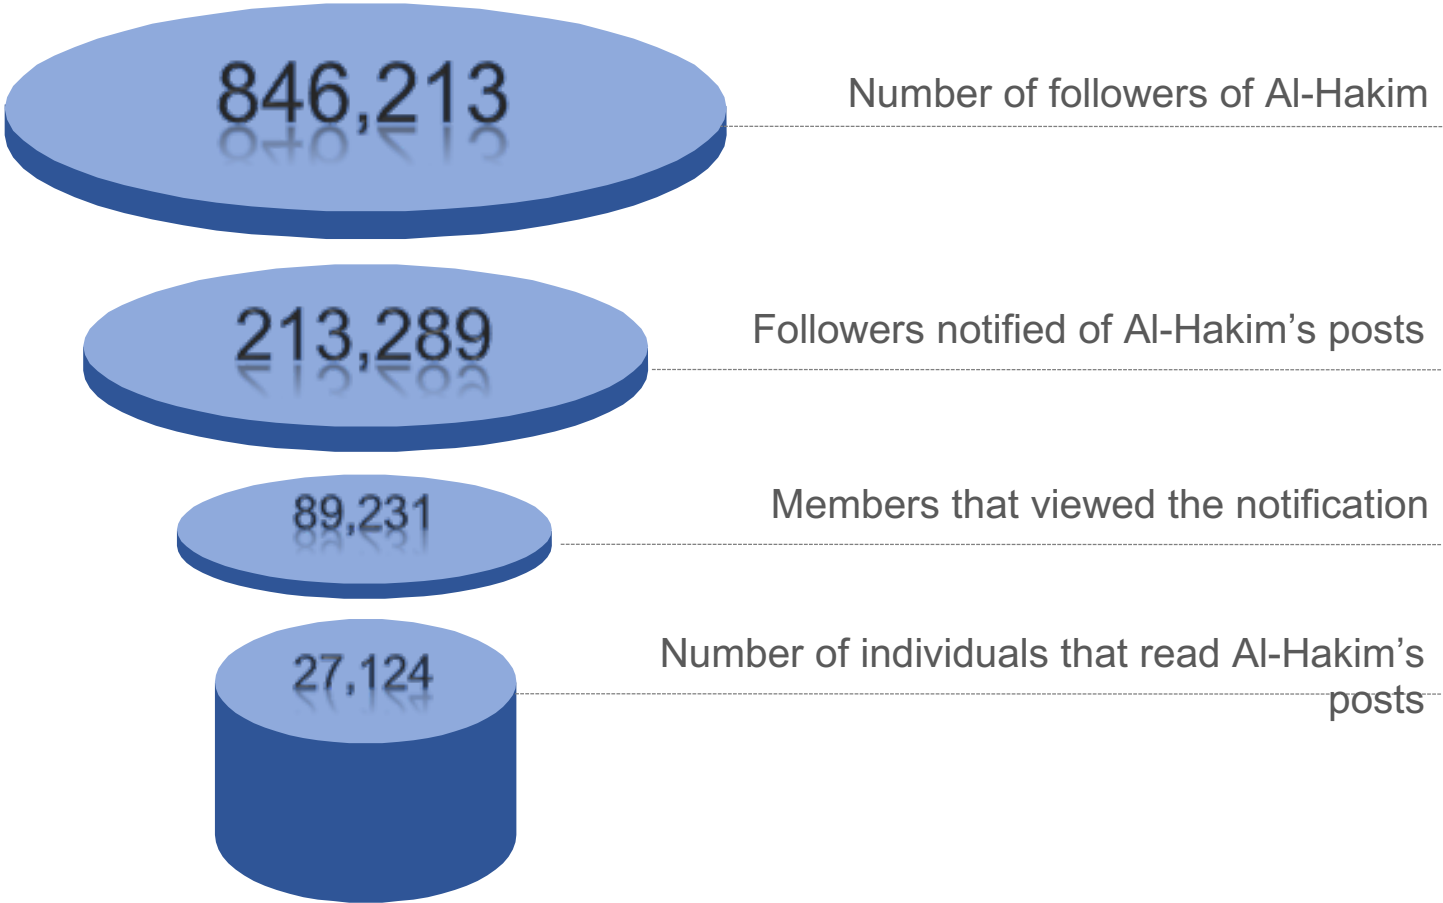 846,213
Number of followers of Al-Hakim
213,289
Followers notified of Al-Hakim’s posts
89,231
Members that viewed the notification
27,124
Number of individuals that read Al-Hakim’s
posts